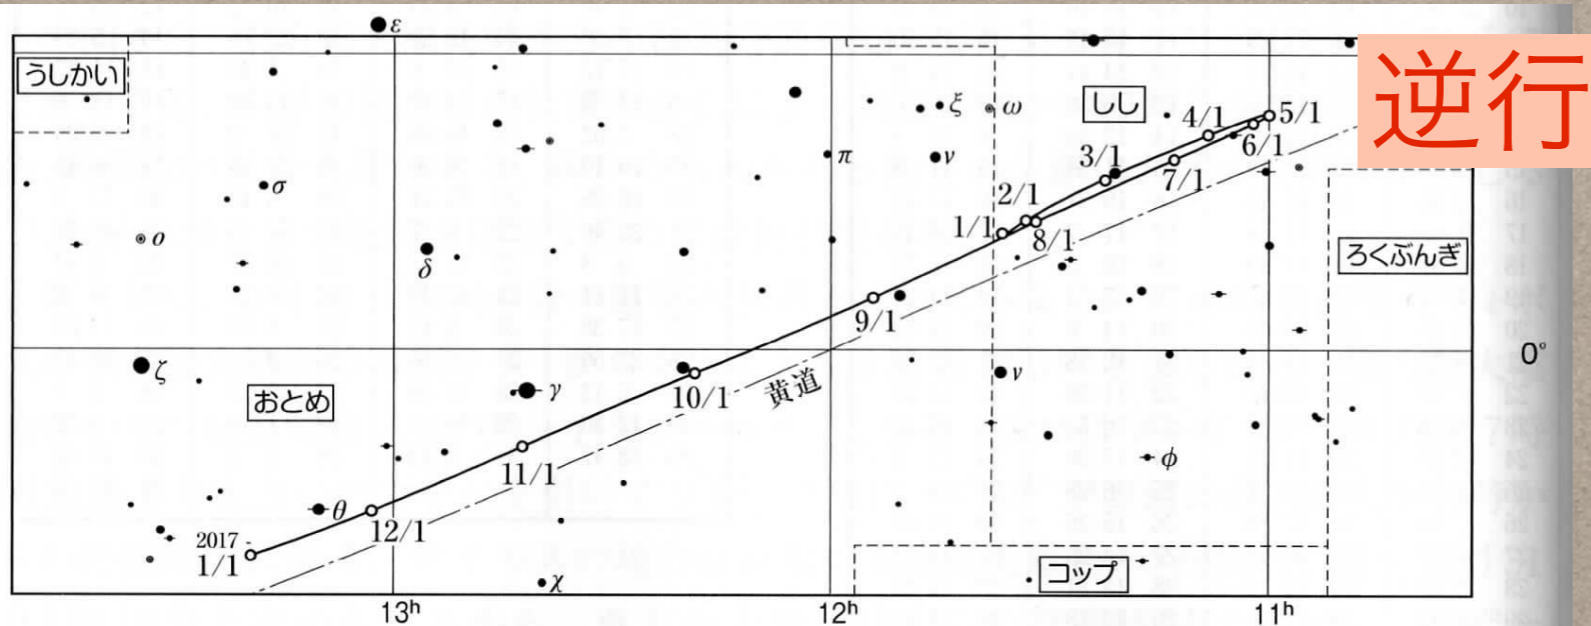 ε
うしかい
しし
逆行
ξ
ω
4/1
5/1
π
ν
3/1
6/1
σ
2/1
7/1
ο
1/1
8/1
δ
ろくぶんぎ
9/1
0°
ζ
おとめ
γ
10/1
黄道
ν
11/1
φ
θ
12/1
2017
1/1
コップ
χ
13h
12h
11h